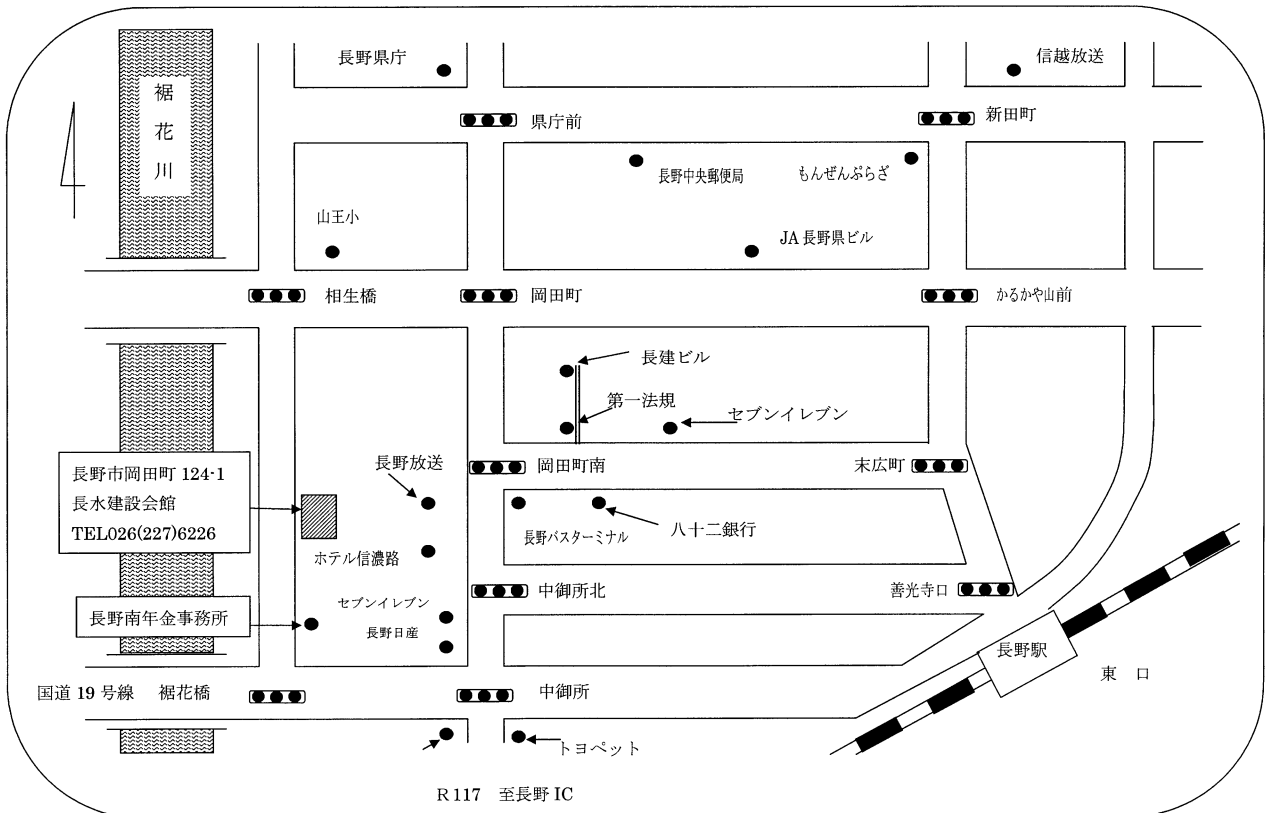 長野県庁
信越放送
裾花川
県庁前
新田町
長野中央郵便局
もんぜんぷらざ
山王小
JA長野県ビル
相生橋
岡田町
かるかや山前
長建ビル
第一法規
セブンイレブン
長野市岡田町 124-1
長水建設会館
TEL026(227)6226
長野放送
岡田町南
末広町
長野バスターミナル
八十二銀行
ホテル信濃路
中御所北
善光寺口
セブンイレブン
長野日産
長野南年金事務所
長野駅
東 口
国道 19 号線 裾花橋
中御所
トヨペット
R117 至長野 IC